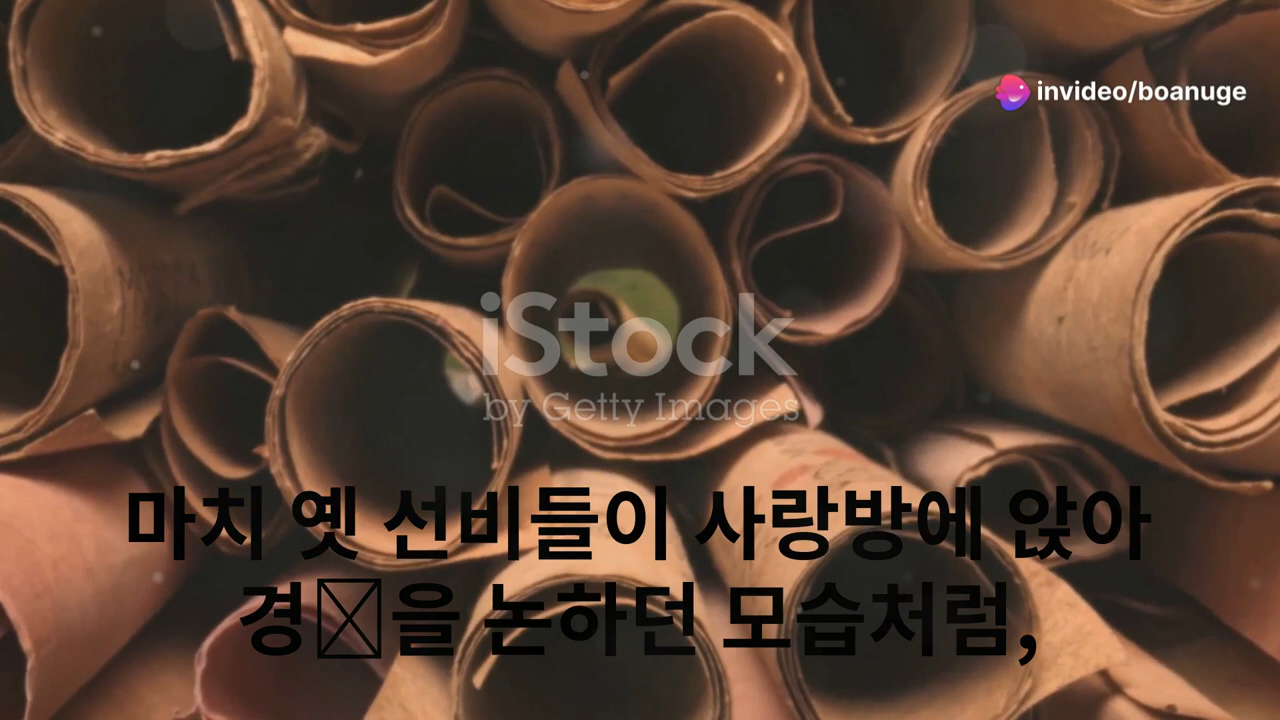 invideo/boanuge
iStock
by Getty Images
마치 옛 선비들이 사랑방에 앉아
경을 논하던 모습처럼,